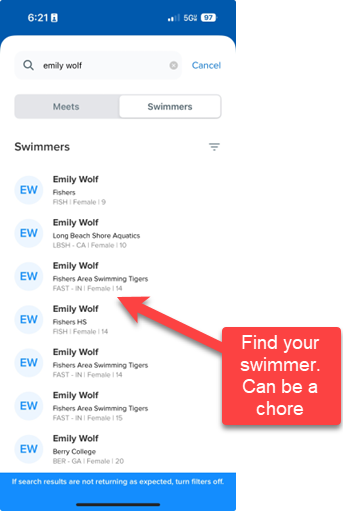 6:21
5G
97
emily wolf
Cancel
Meets
Swimmers
Swimmers
EW
Emily Wolf
Fishers
FISH | Female | 9
EW
Emily Wolf
Long Beach Shore Aquatics
LBSH - CA | Female | 10
EW
Emily Wolf
Fishers Area Swimming Tigers
FAST - IN | Female | 14
EW
Emily Wolf
Fishers HS
FISH | Female | 14
EW
Emily Wolf
Fishers Area Swimming Tigers
FAST - IN | Female | 14
EW
Emily Wolf
Fishers Area Swimming Tigers
FAST - IN | Female | 15
EW
Emily Wolf
Berry College
BER - GA | Female | 20
If search results are not returning as expected, turn filters off.
Find your
swimmer.
Can be a
chore